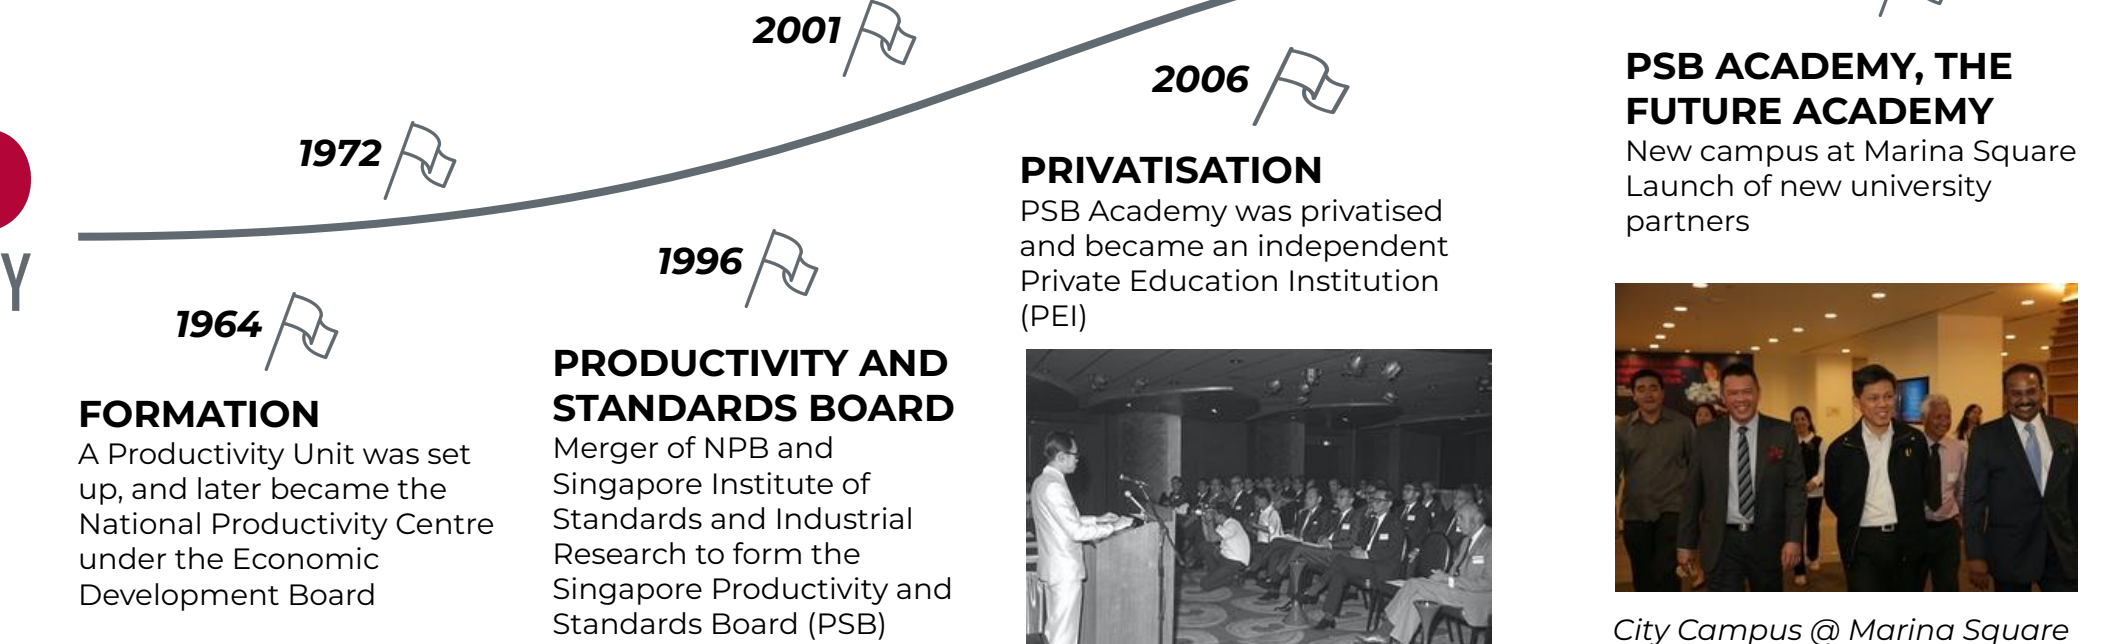 2001
2006
1972
1996
1964
Y
FORMATION
A Productivity Unit was set
up, and later became the
National Productivity Centre
under the Economic
Development Board
PRODUCTIVITY AND
STANDARDS BOARD
Merger of NPB and
Singapore Institute of
Standards and Industrial
Research to form the
Singapore Productivity and
Standards Board (PSB)
PRIVATISATION
PSB Academy was privatised
and became an independent
Private Education Institution
(PEI)
PSB ACADEMY, THE
FUTURE ACADEMY
New campus at Marina Square
Launch of new university
partners
City Campus @ Marina Square